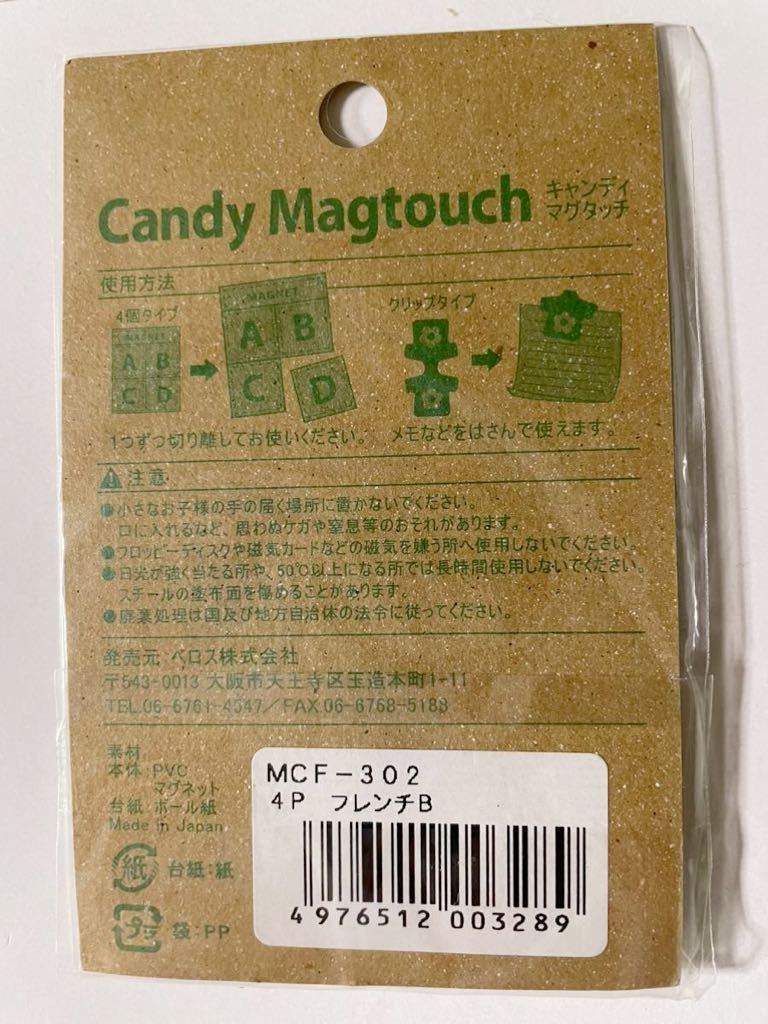 Candy Magtouch
キャンディ
マグタッチ
使用方法
4個タイプ
MAGNET
A B
C D
MAGNET
A B
C D
クリップタイプ
1つずつ切り離してお使いください。
メモなどをはさんで使えます。
注意
●小さなお子様の手の届く場所に置かないでください。
口に入れるなど、思わぬケガや窒息等のおそれがあります。
●フロッピーディスクや磁気カードなどの磁気を嫌う所へ使用しないでください。
●日光が強く当たる所や、50℃以上になる所では長時間使用しないでください。
スチールの塗布面を傷めることがあります。
●廃棄処理は国及び地方自治体の法令に従ってください。
発売元 ベロス株式会社
〒543-0013 大阪市天王寺区玉造本町1-11
TEL.06-6761-4547/FAX.06-6768-5188
素材
本体:PVC
マグネット
台紙:ボール紙
Made in Japan
紙 台紙:紙
プラ 袋:PP
MCF-302
4P フレンチB
4 976512 003289